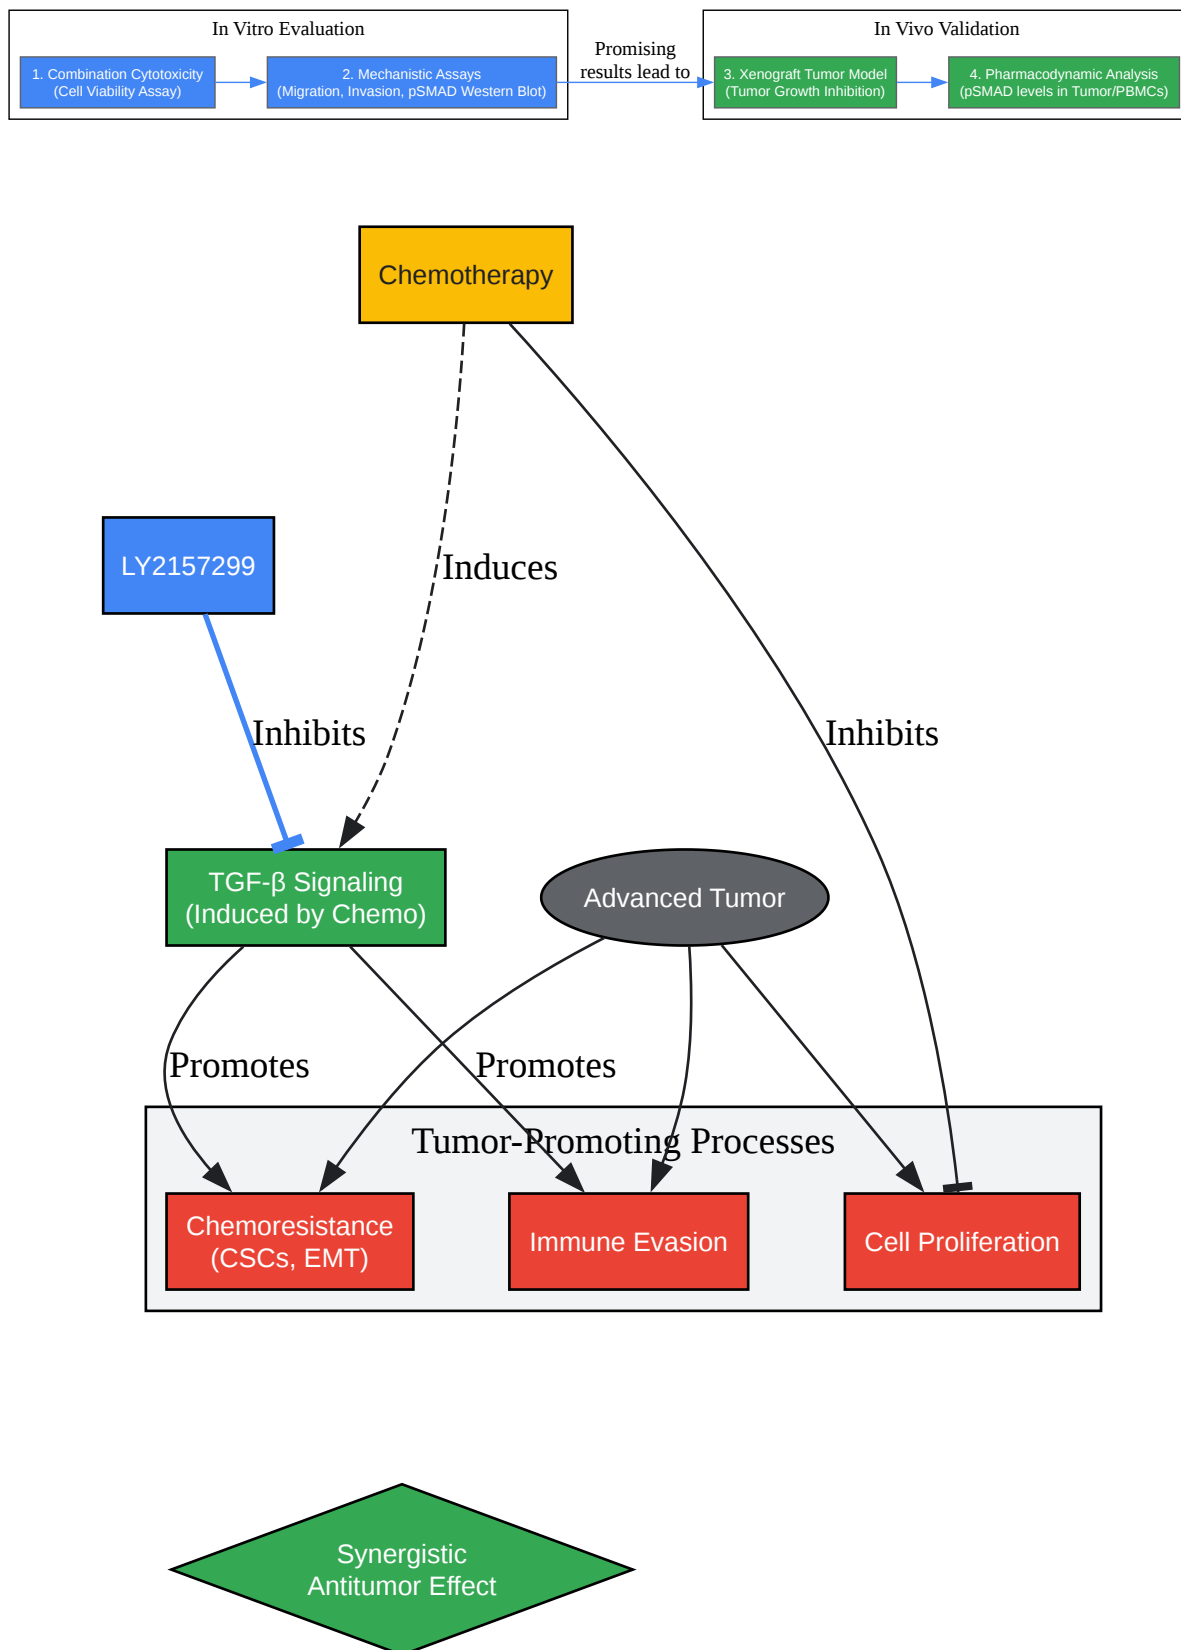 In Vitro Evaluation
1. Combination Cytotoxicity
(Cell Viability Assay)
2. Mechanistic Assays
(Migration, Invasion, pSMAD Western Blot)
Promising
results lead to
In Vivo Validation
3. Xenograft Tumor Model
(Tumor Growth Inhibition)
4. Pharmacodynamic Analysis
(pSMAD levels in Tumor/PBMCs)
Chemotherapy
LY2157299
Induces
Inhibits
Inhibits
TGF-β Signaling
(Induced by Chemo)
Advanced Tumor
Promotes
Promotes
Tumor-Promoting Processes
Chemoresistance
(CSCs, EMT)
Immune Evasion
Cell Proliferation
Synergistic
Antitumor Effect